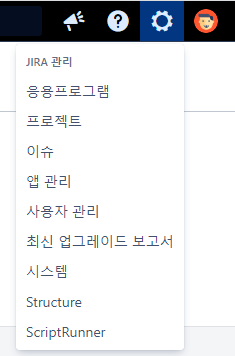 JIRA 관리
응용프로그램
프로젝트
이슈
앱 관리
사용자 관리
최신 업그레이드 보고서
시스템
Structure
ScriptRunner